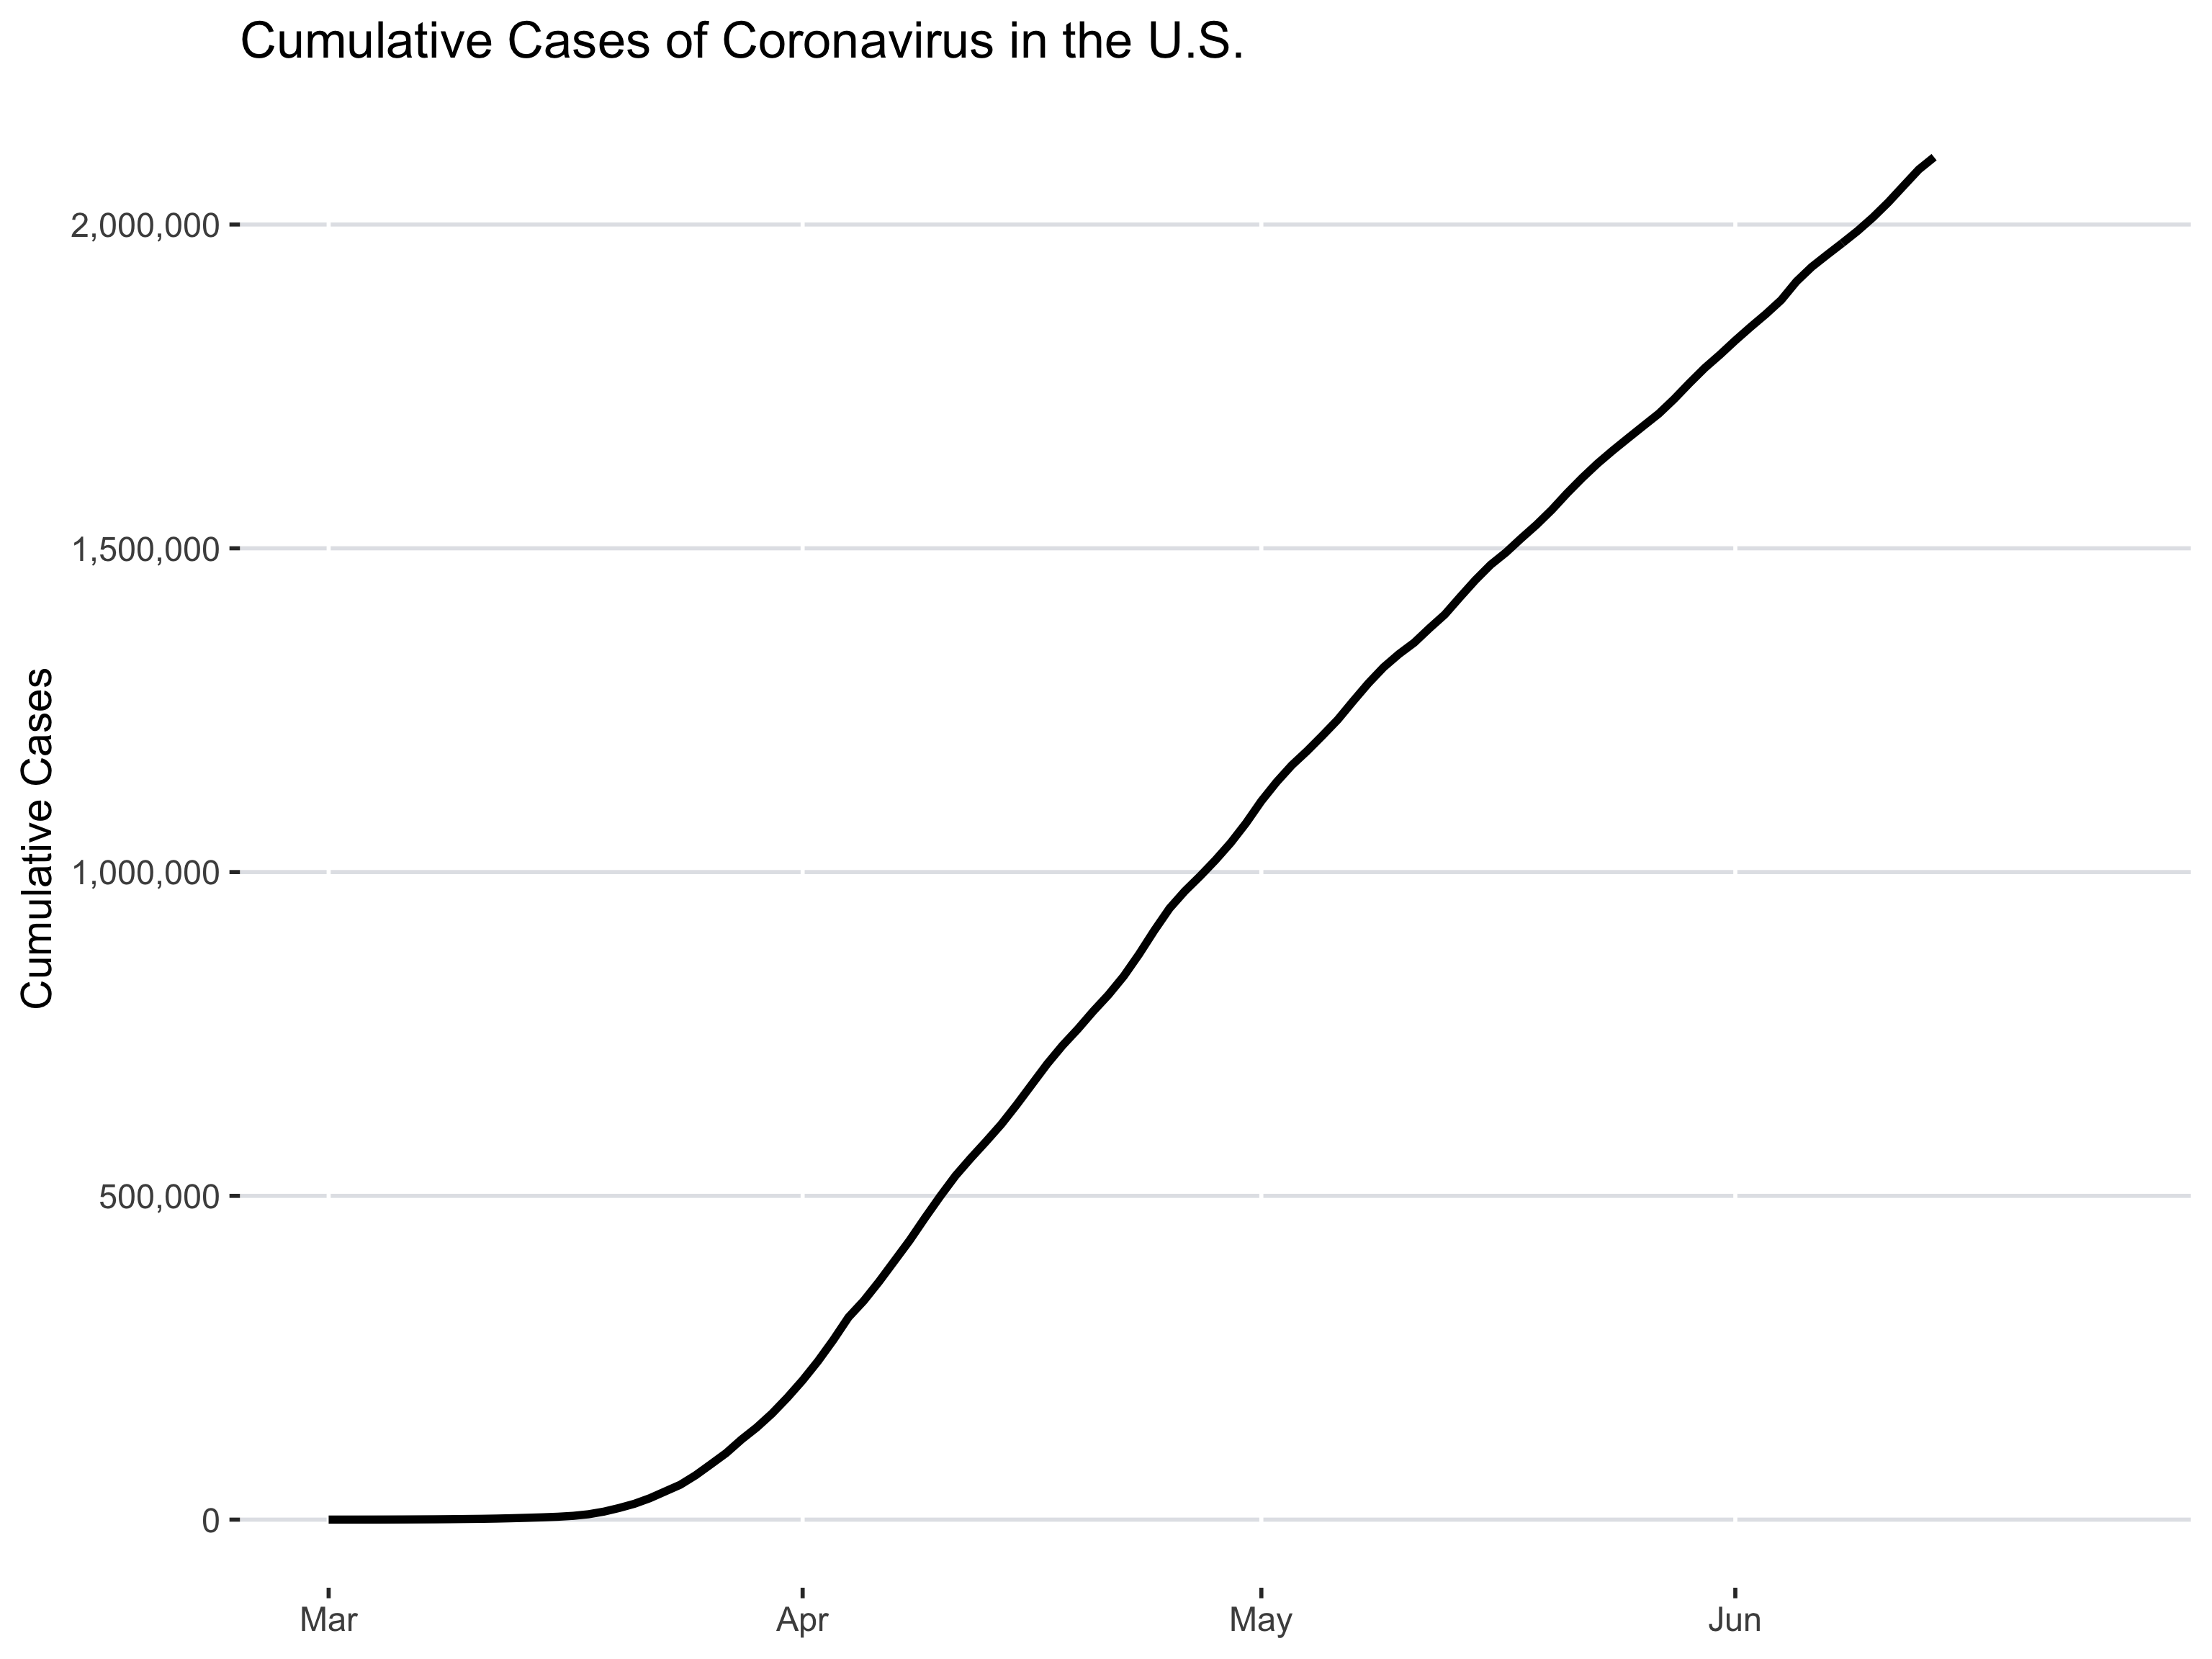 Cumulative Cases of Coronavirus in the U.S.
Cumulative Cases
2,000,000
1,500,000
1,000,000
500,000
0
Mar
Apr
May
Jun